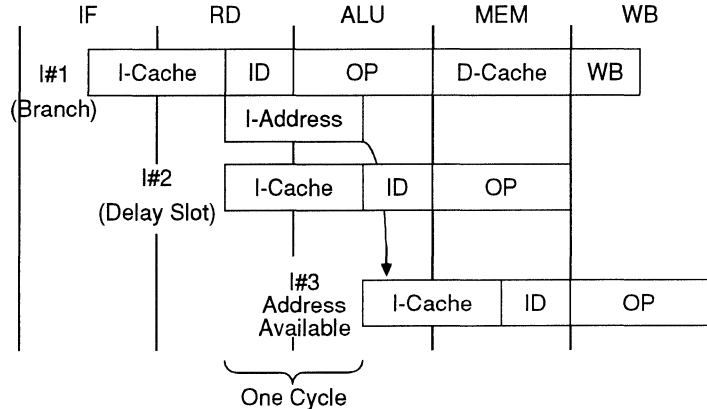 IF RD ALU MEM WB
I#1 I-Cache ID OP D-Cache WB
(Branch)
I-Address
I#2 I-Cache ID OP
(Delay Slot)
I#3 I-Cache ID OP
Address
Available
One Cycle